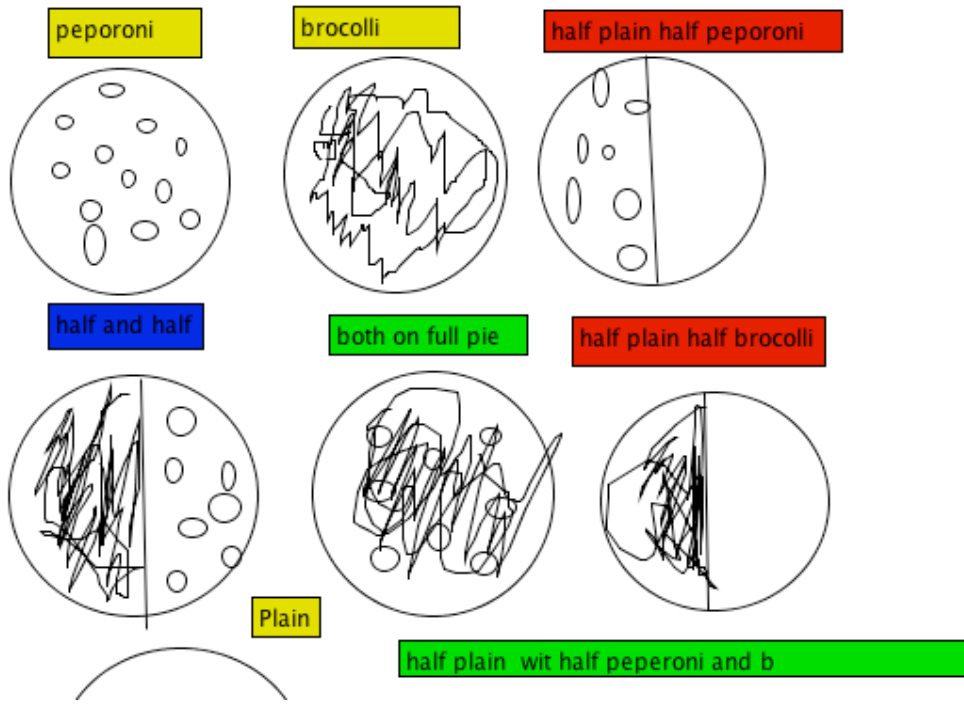 peporoni
brocolli
half plain half peporoni
half and half
both on full pie
half plain half brocolli
Plain
half plain  wit half peperoni and b